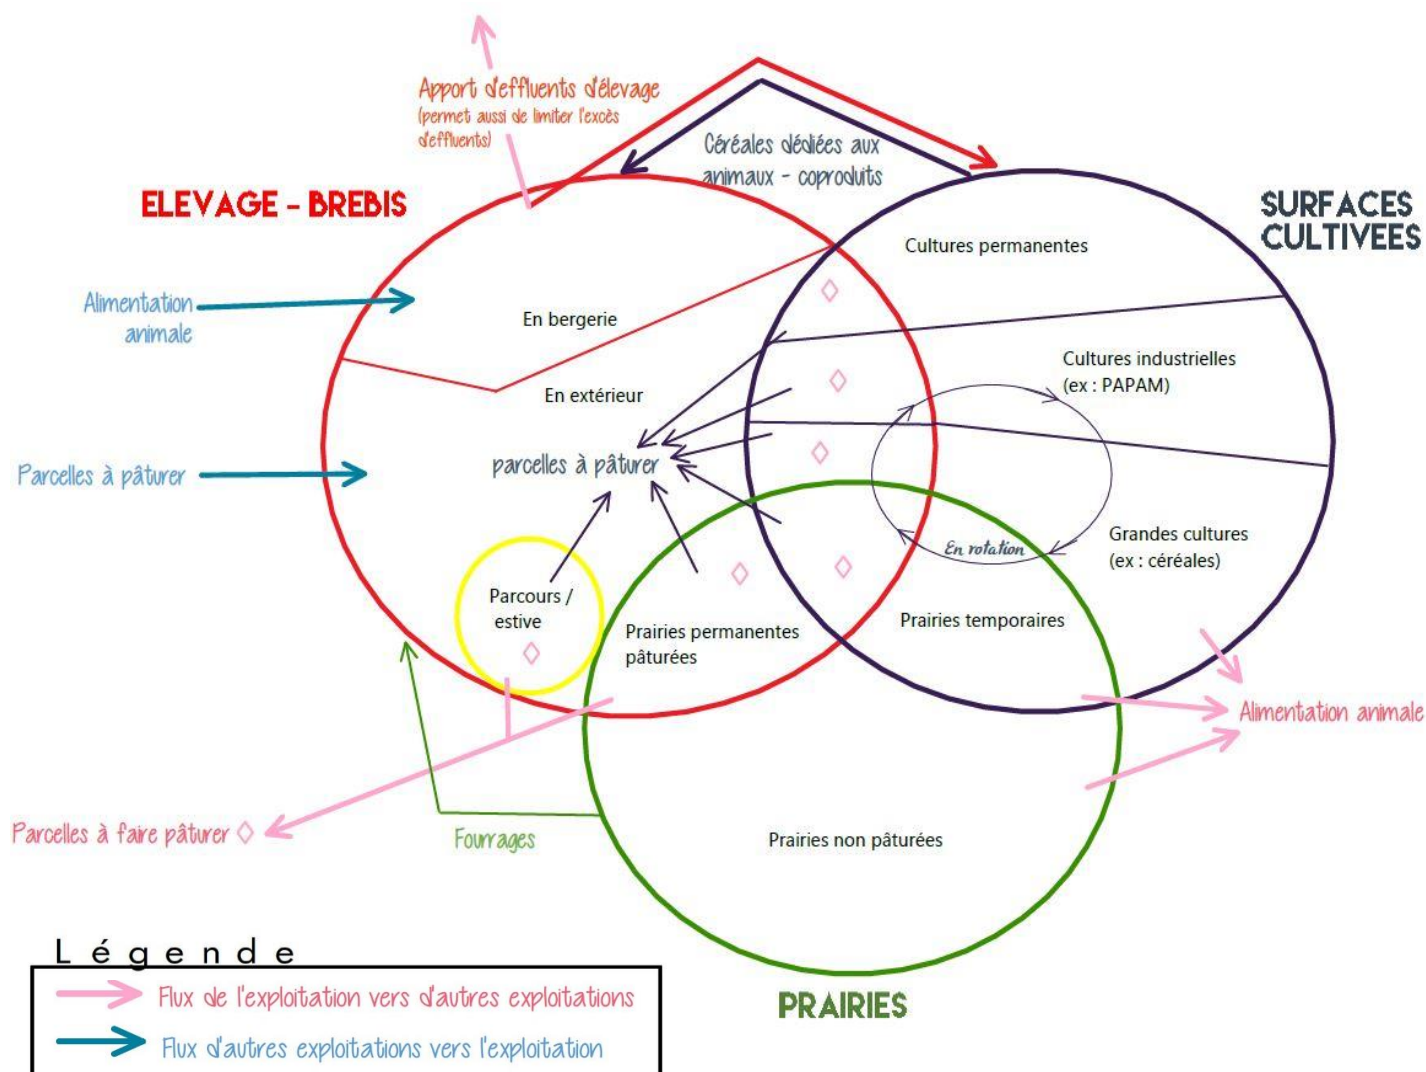 Apport d'effluents d'élevage
(permet aussi de limiter l'excès
d'effluents)
Céréales dédiées aux
animaux - coproduits
ELEVAGE - BREBIS
SURFACES
CULTIVEES
Cultures permanentes
Alimentation
animale
En bergerie
Cultures industrielles
(ex : PAPAM)
En extérieur
parcelles à pâturer
Parcelles à pâturer
En rotation
Grandes cultures
(ex : céréales)
Parcours /
estive
Prairies permanentes
pâturées
Prairies temporaires
Alimentation animale
Parcelles à faire pâturer
Fourrages
Prairies non pâturées
Légende
Flux de l'exploitation vers d'autres exploitations
Flux d'autres exploitations vers l'exploitation
PRAIRIES